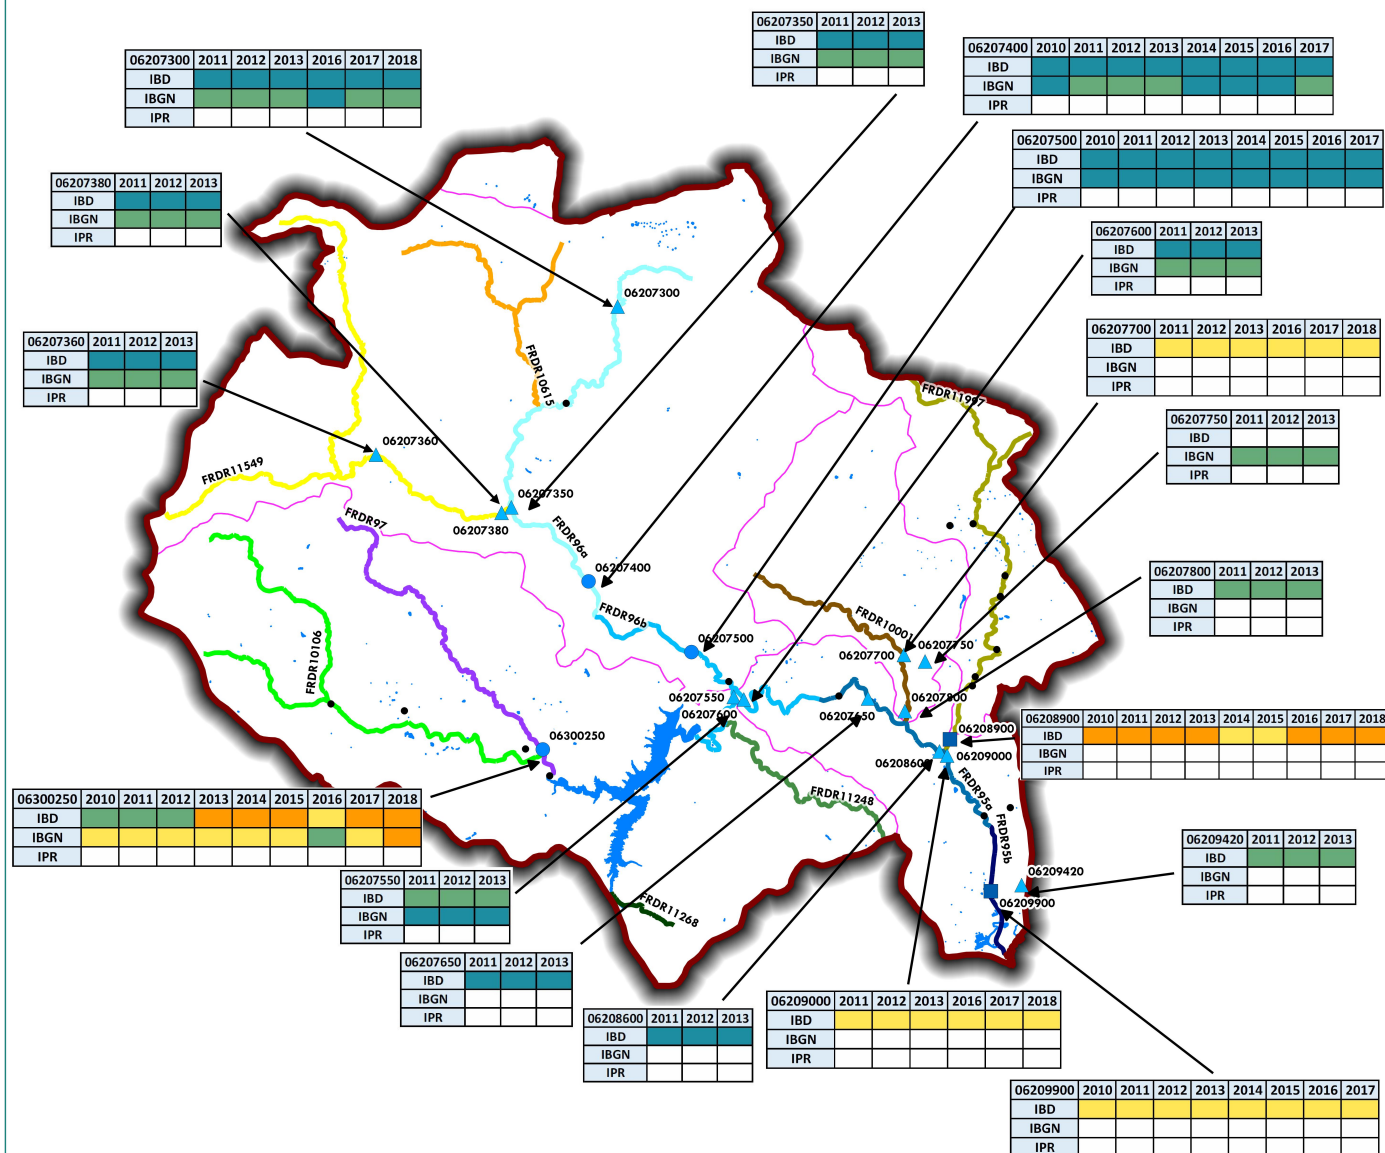 06207350 2011 2012 2013
IBD
IBGN
IPR
06207400 2010 2011 2012 2013 2014 2015 2016 2017
IBD
IBGN
IPR
06207300 2011 2012 2013 2016 2017 2018
IBD
IBGN
IPR
06207500 2010 2011 2012 2013 2014 2015 2016 2017
IBD
IBGN
IPR
06207380 2011 2012 2013
IBD
IBGN
IPR
06207600 2011 2012 2013
IBD
IBGN
IPR
06207300
06207700 2011 2012 2013 2016 2017 2018
IBD
IBGN
IPR
06207360 2011 2012 2013
IBD
IBGN
IPR
FRDR10615
FRDR11997
06207750 2011 2012 2013
IBD
IBGN
IPR
06207360
FRDR11549
06207350
FRDR97
06207380
FRDR96a
06207400
06207800 2011 2012 2013
IBD
IBGN
IPR
FRDR96b
FRDR10001
06207500
06207750
06207700
FRDR10106
06207550
06207800
06207600
06207650
06208900 2010 2011 2012 2013 2014 2015 2016 2017 2018
IBD
IBGN
IPR
06208900
06300250
06209000
06208600
FRDR95a
FRDR11248
FRDR95b
06300250 2010 2011 2012 2013 2014 2015 2016 2017 2018
IBD
IBGN
IPR
06209420 2011 2012 2013
IBD
IBGN
IPR
06207550 2011 2012 2013
IBD
IBGN
IPR
06209420
06209900
FRDR11268
06207650 2011 2012 2013
IBD
IBGN
IPR
06209000 2011 2012 2013 2016 2017 2018
IBD
IBGN
IPR
06208600 2011 2012 2013
IBD
IBGN
IPR
06209900 2010 2011 2012 2013 2014 2015 2016 2017
IBD
IBGN
IPR